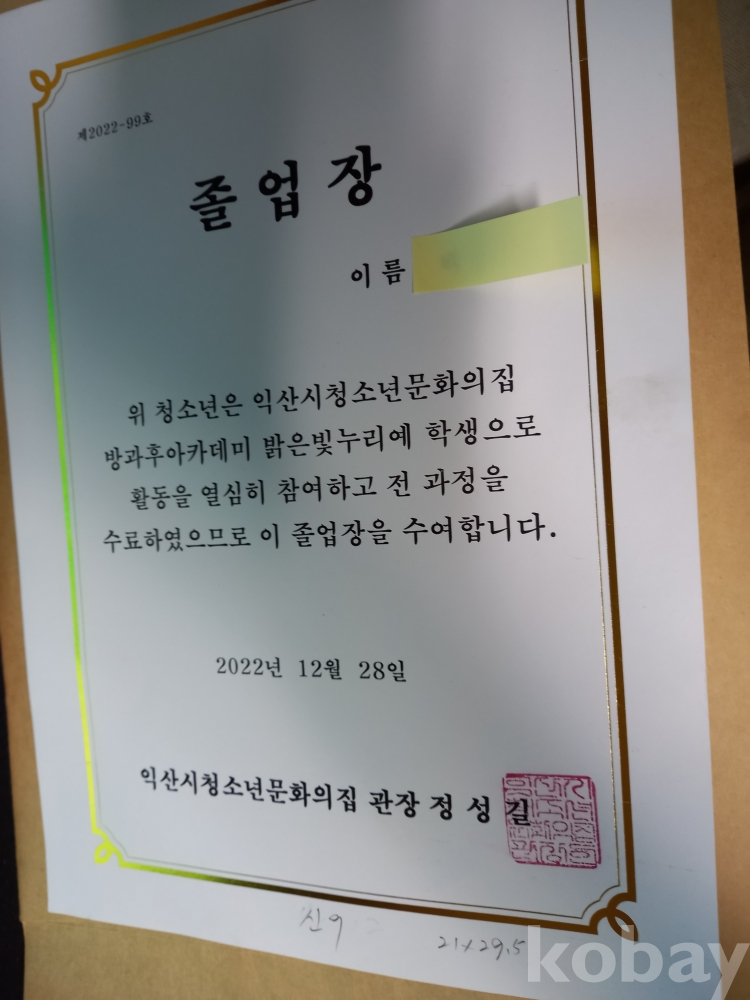 제2022-99호
졸업장
이름
위 청소년은 익산시청소년문화의집
방과후아카데미 밝은빛누리예 학생으로
활동을 열심히 참여하고 전 과정을
수료하였으므로 이 졸업장을 수여합니다.
2022년 12월 28일
익산시청소년문화의집 관장 정성길
신9
21×29.5
kobay